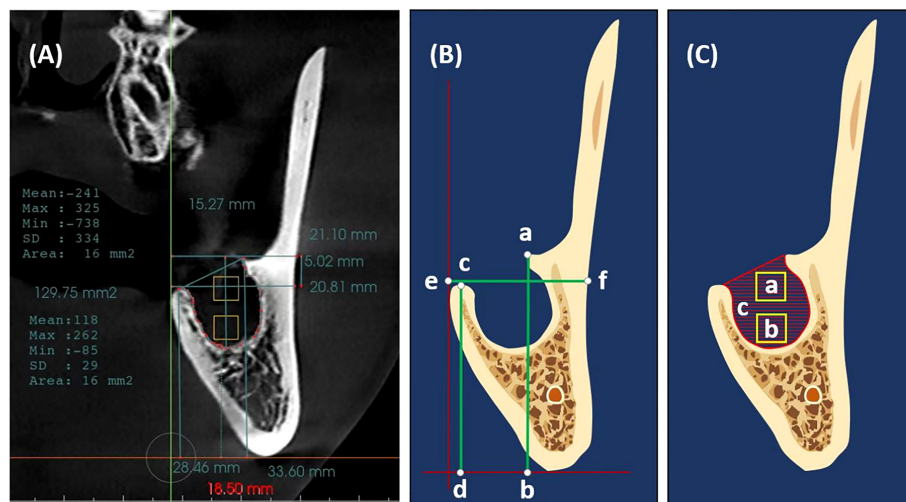 (A)
Mean:-241
Max : 325
Min :-738
SD : 334
Area: 16 mm2
15.27 mm
21.10 mm
5.02 mm
20.81 mm
129.75 mm2
Mean:118
Max :262
Min :-85
SD : 29
Area: 16 mm2
28.46 mm
33.60 mm
18.50 mm
(B)
a
c
e
f
d
b
(C)
a
c
b